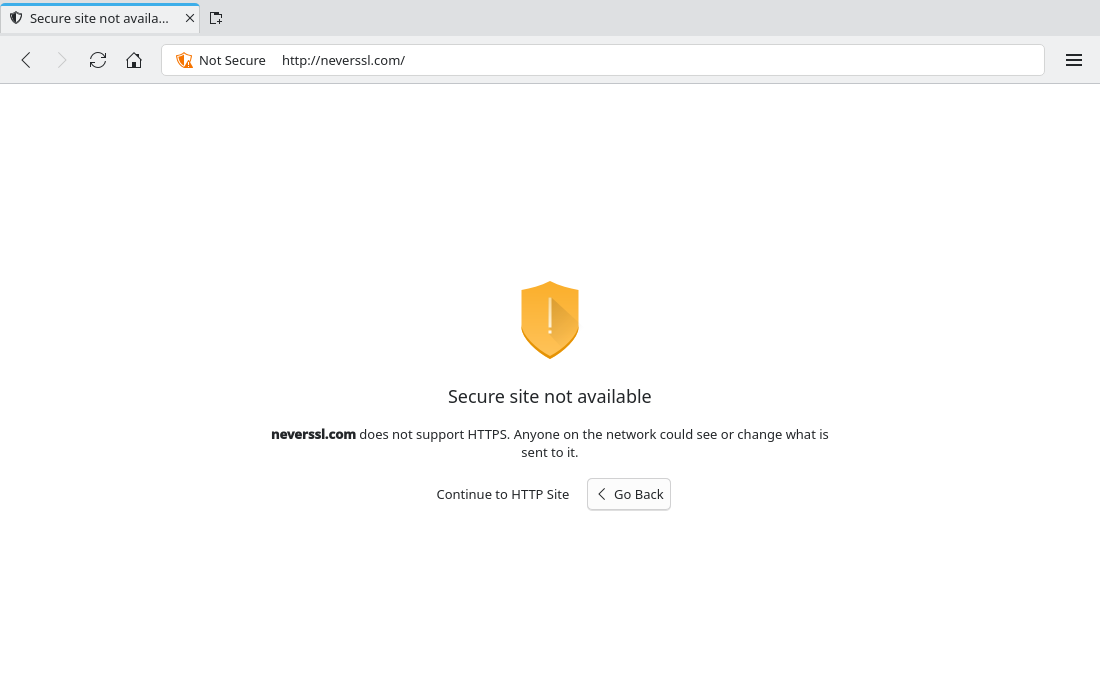 Secure site not availa...
Not Secure http://neverssl.com/
Secure site not available
neverssl.com does not support HTTPS. Anyone on the network could see or change what is
sent to it.
Continue to HTTP Site Go Back